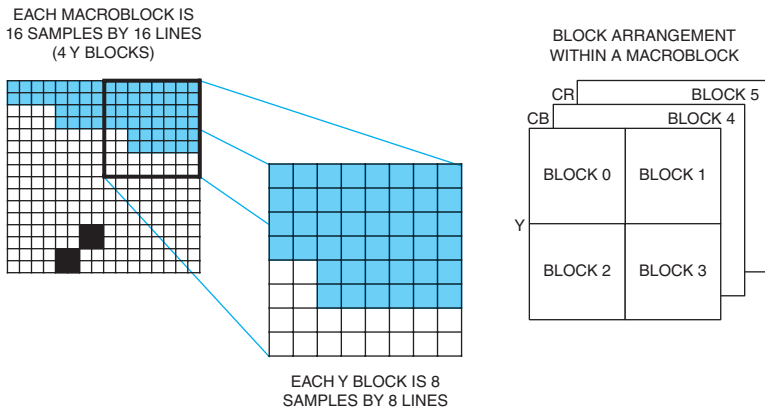 EACH MACROBLOCK IS
16 SAMPLES BY 16 LINES
(4 Y BLOCKS)
EACH Y BLOCK IS 8
SAMPLES BY 8 LINES
BLOCK ARRANGEMENT
WITHIN A MACROBLOCK
CR
BLOCK 5
CB
BLOCK 4
BLOCK 0
BLOCK 1
Y
BLOCK 2
BLOCK 3